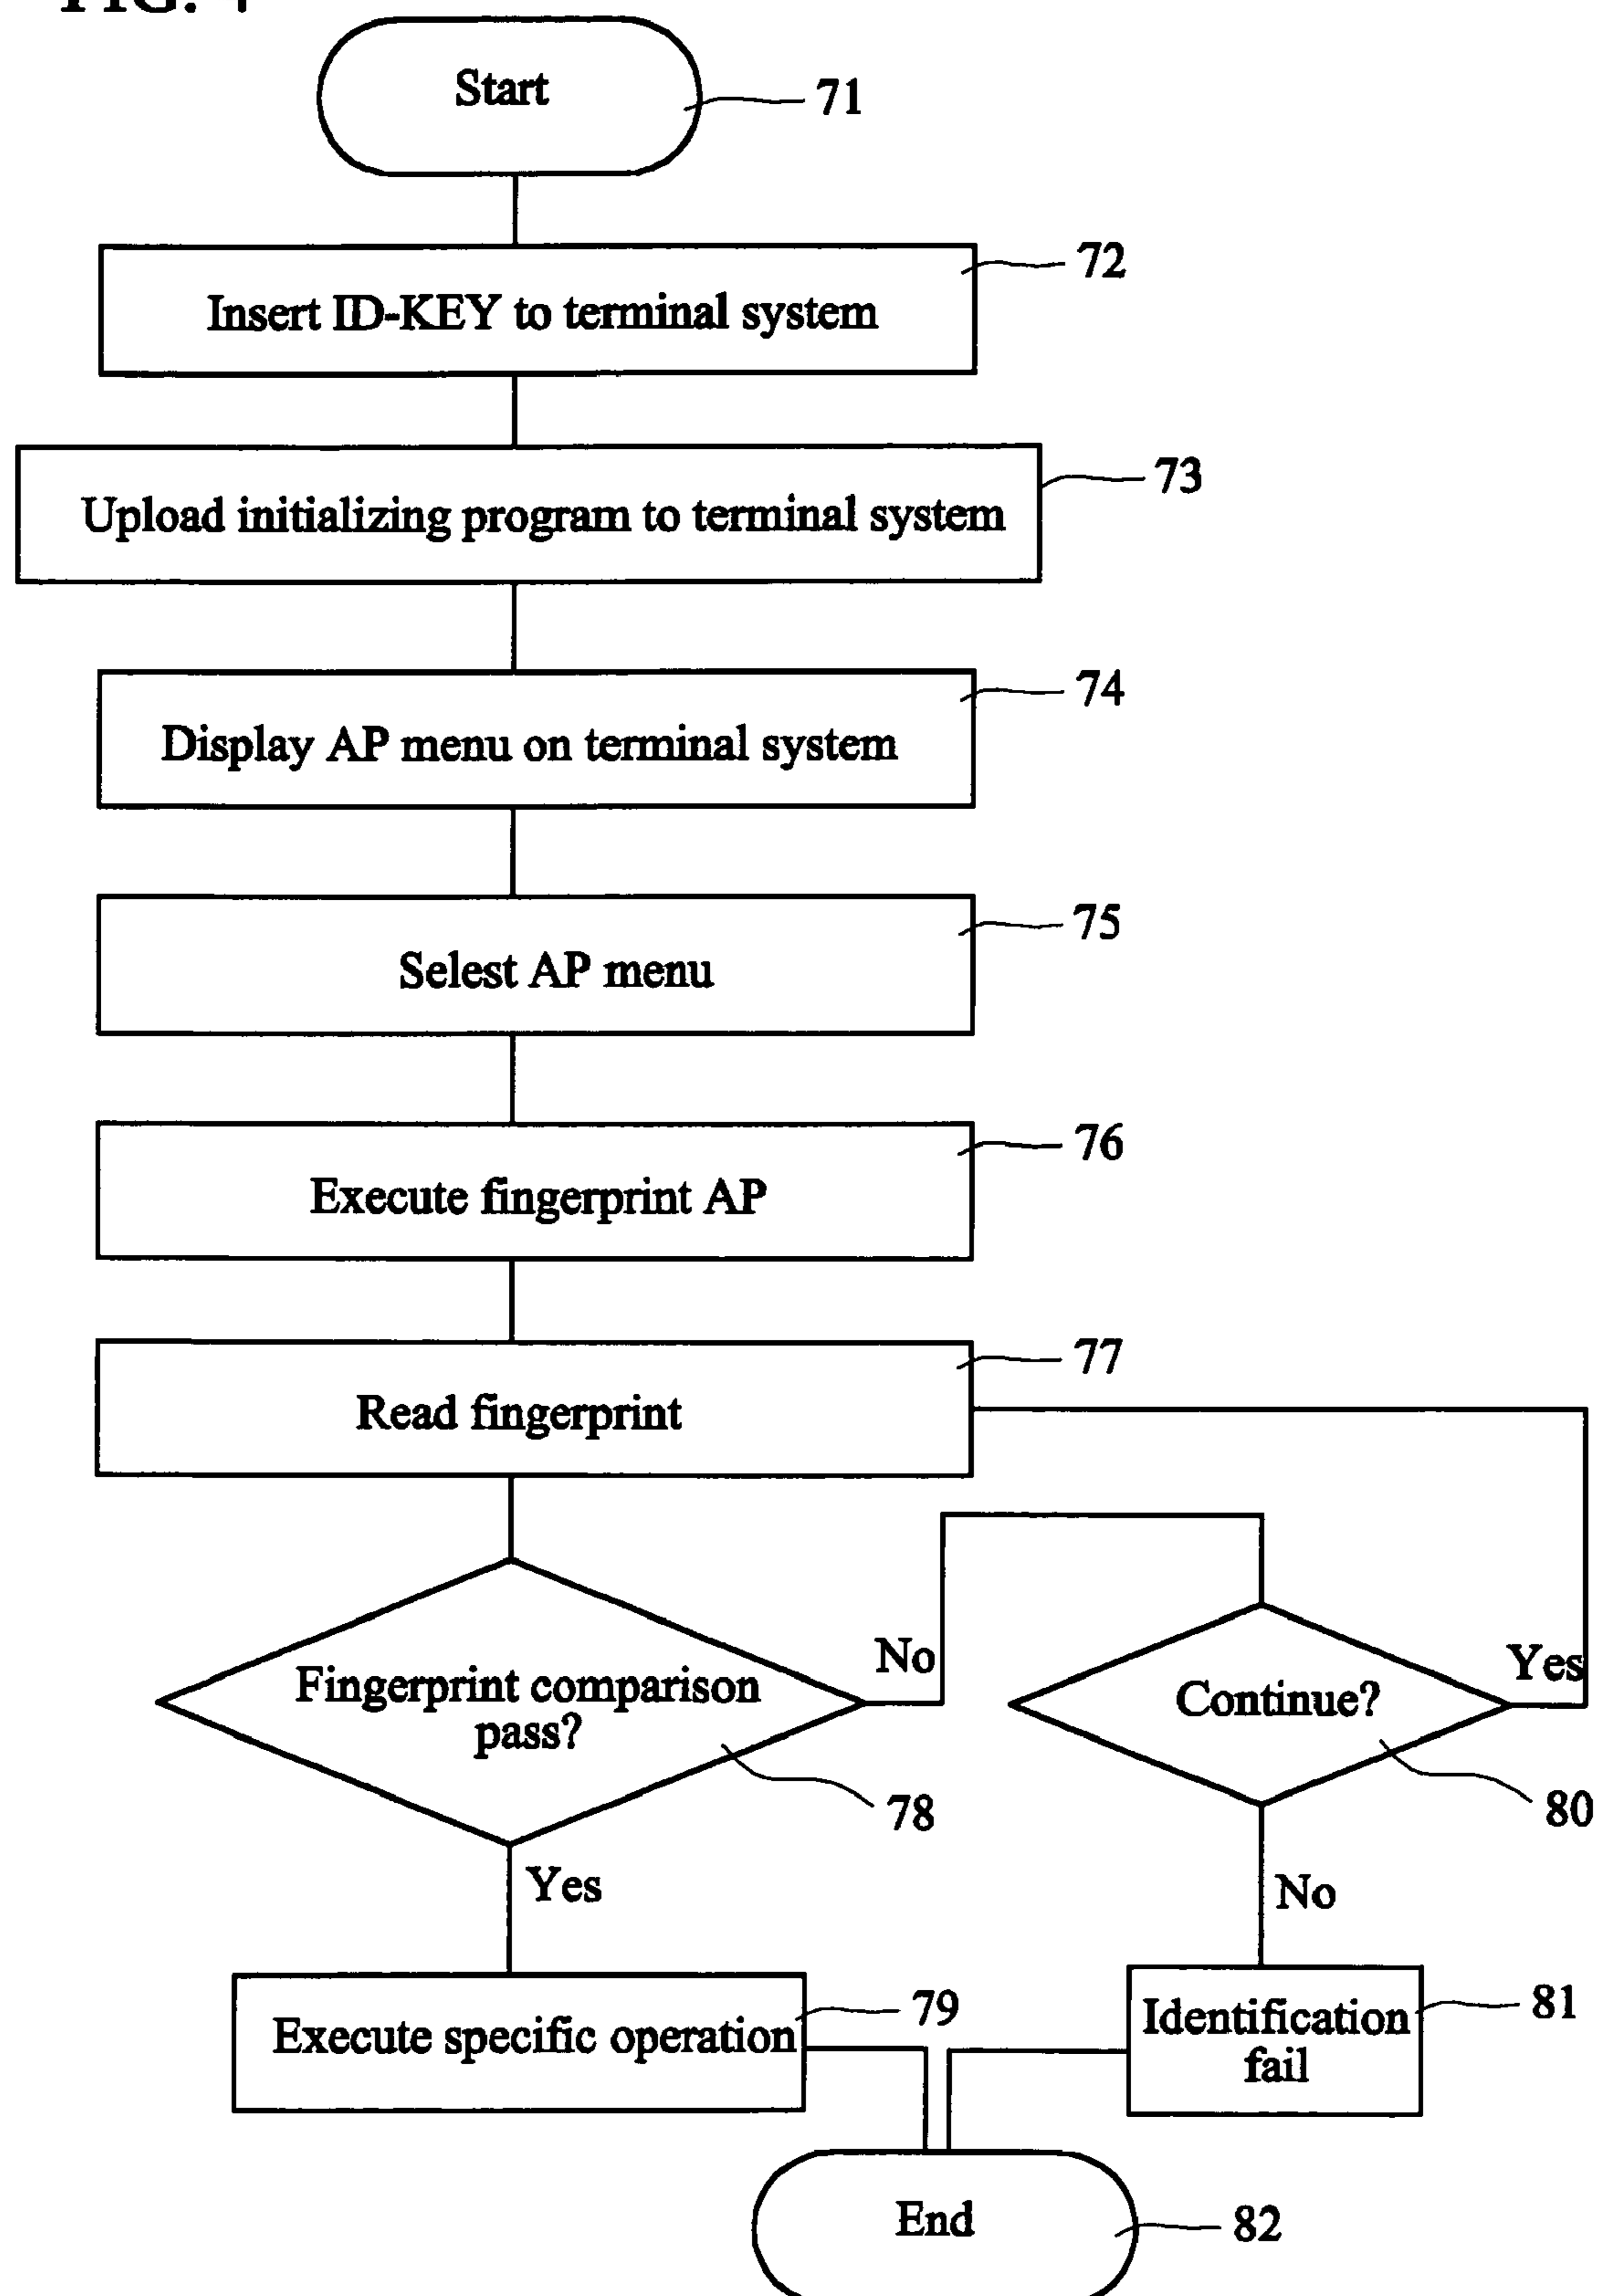 FIG. 4
Start
71
72
Insert ID-KEY to terminal system
73
Upload initializing program to terminal system
74
Display AP menu on terminal system
75
Selest AP menu
76
Execute fingerprint AP
77
Read fingerprint
No
Yes
Fingerprint comparison
pass?
Continue?
78
80
Yes
No
79
Execute specific operation
81
Identification
fail
End
82